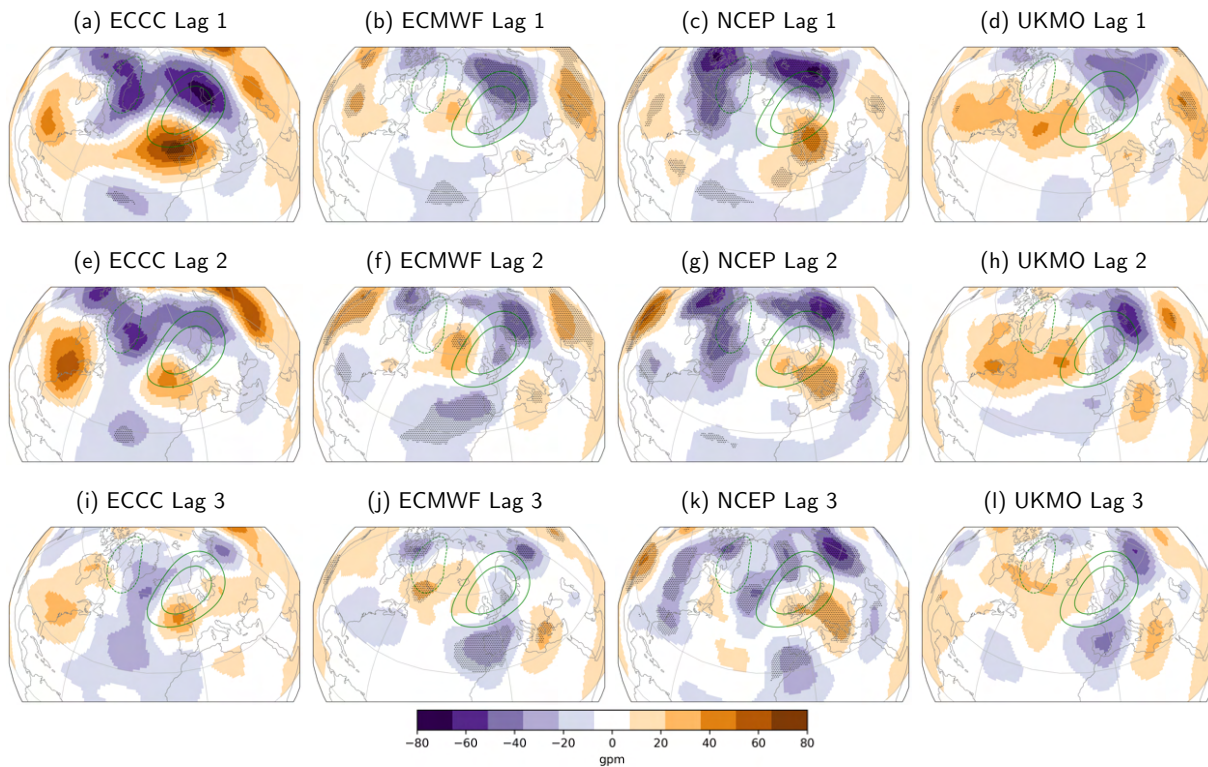 (a) ECCC Lag 1
(b) ECMWF Lag 1
(c) NCEP Lag 1
(d) UKMO Lag 1
(e) ECCC Lag 2
(f) ECMWF Lag 2
(g) NCEP Lag 2
(h) UKMO Lag 2
(i) ECCC Lag 3
(j) ECMWF Lag 3
(k) NCEP Lag 3
(l) UKMO Lag 3
−80 −60 −40 −20 0 20 40 60 80
gpm